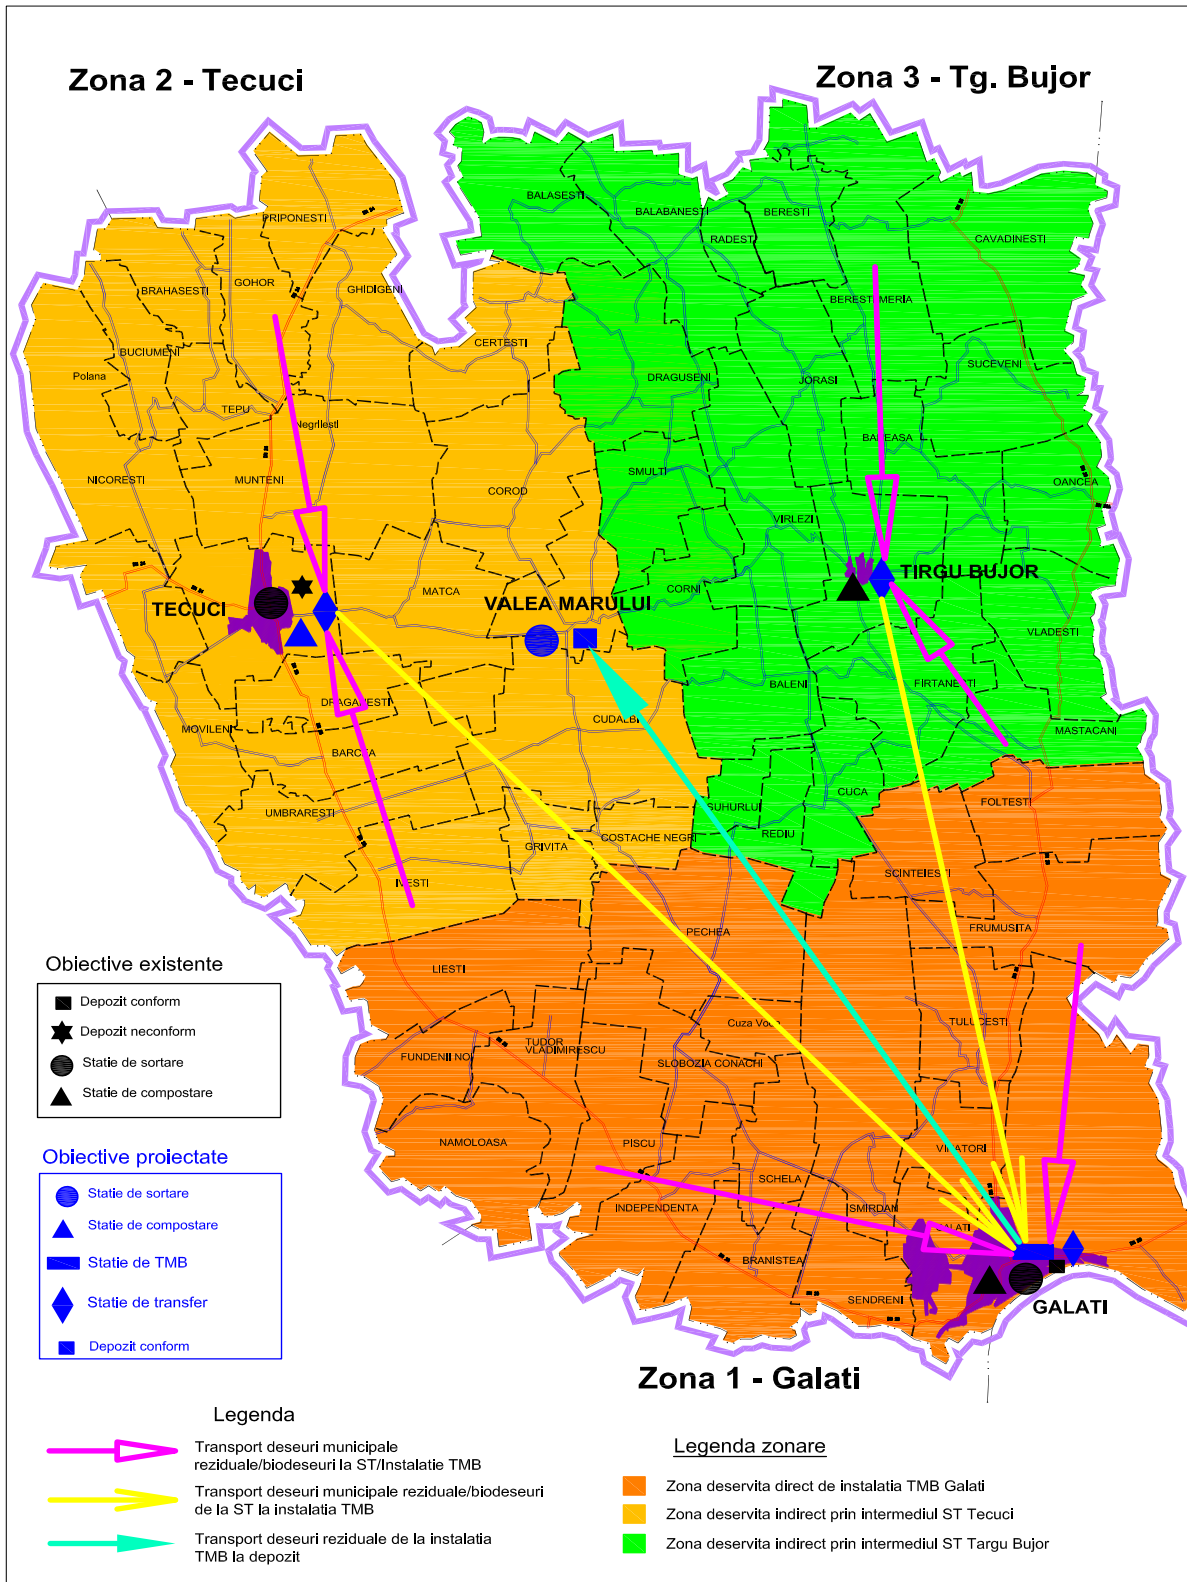 Zona 2 - Tecuci
Zona 3 - Tg. Bujor
BALASESTI
BALABANESTI
BERESTI
RADESTI
CAVADINESTI
PRIPONESTI
GOHOR
GHIDIGENI
BRAHASESTI
BERESTI MERIA
BUCIUMENI
CERTESTI
SUCEVENI
Polana
DRAGUSENI
JORASI
TEPU
Negrilesti
BANEASA
NICORESTI
MUNTENI
COROD
SMULTI
OANCEA
VIRLEZI
TIRGU BUJOR
MATCA
CORNI
TECUCI
VALEA MARULUI
VLADESTI
BALENI
FIRTANESTI
DRAGANESTI
MOVILENI
CUDALBI
MASTACANI
BARCEA
CUCA
UMBRARESTI
SUHURLUI
FOLTESTI
REDIU
COSTACHE NEGRI
GRIVITA
SCINTEIESTI
IVESTI
PECHEA
FRUMUSITA
LIESTI
Cuza Voda
TULUCESTI
TUDOR
VLADIMIRESCU
FUNDENII NOI
SLOBOZIA CONACHI
NAMOLOASA
PISCU
VINATORI
SCHELA
INDEPENDENTA
SMIRDAN
GALATI
BRANISTEA
SENDRENI
GALATI
Zona 1 - Galati
Obiective existente
Depozit conform
Depozit neconform
Statie de sortare
Statie de compostare
Obiective proiectate
Statie de sortare
Statie de compostare
Statie de TMB
Statie de transfer
Depozit conform
Legenda
Transport deseuri municipale
reziduale/biodeseuri la ST/Instalatie TMB
Transport deseuri municipale reziduale/biodeseuri
de la ST la instalatia TMB
Transport deseuri reziduale de la instalatia
TMB la depozit
Legenda zonare
Zona deservita direct de instalatia TMB Galati
Zona deservita indirect prin intermediul ST Tecuci
Zona deservita indirect prin intermediul ST Targu Bujor